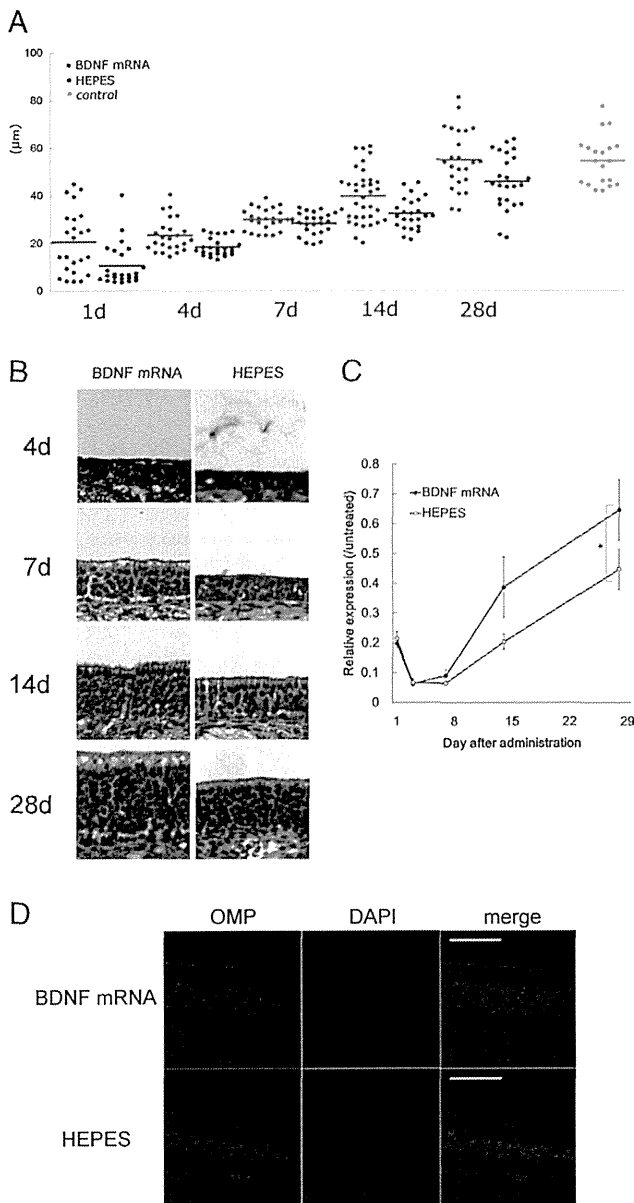 A
100
80
60
40
20
0
(µm)
BDNF mRNA
HEPES
control
1d
4d
7d
14d
28d
B
BDNF mRNA
HEPES
4d
7d
14d
28d
C
0.8
0.7
0.6
0.5
0.4
0.3
0.2
0.1
0
Relative expression (/untreated)
BDNF mRNA
HEPES
*
1
8
15
22
29
Day after administration
D
OMP
DAPI
merge
BDNF mRNA
HEPES